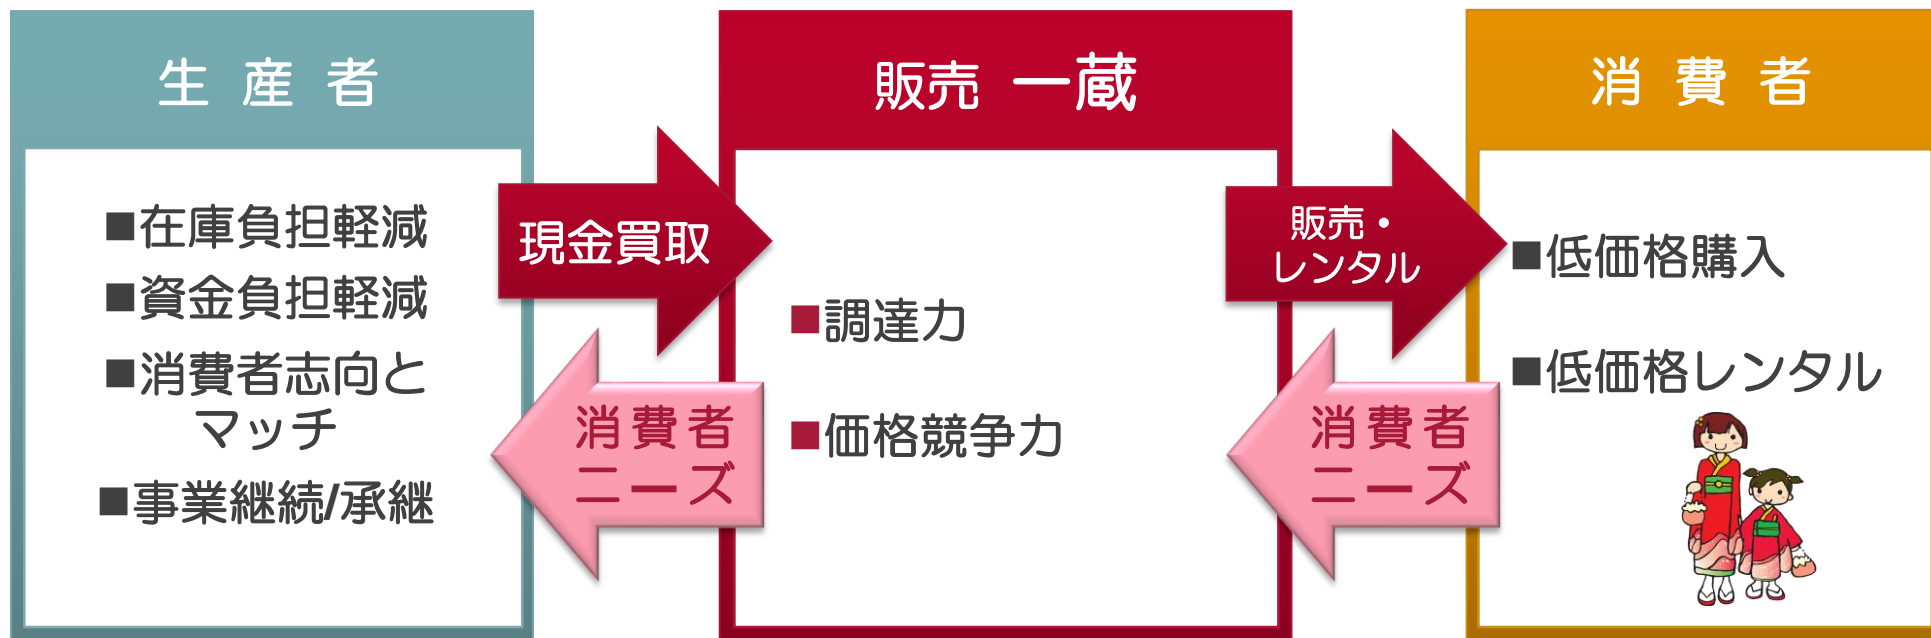 生 産 者
■在庫負担軽減
■資金負担軽減
■消費者志向と
マッチ
■事業継続/承継
現金買取
消費者
ニーズ
販売 一蔵
■調達力
■価格競争力
販売・
レンタル
消費者
ニーズ
消 費 者
■低価格購入
■低価格レンタル